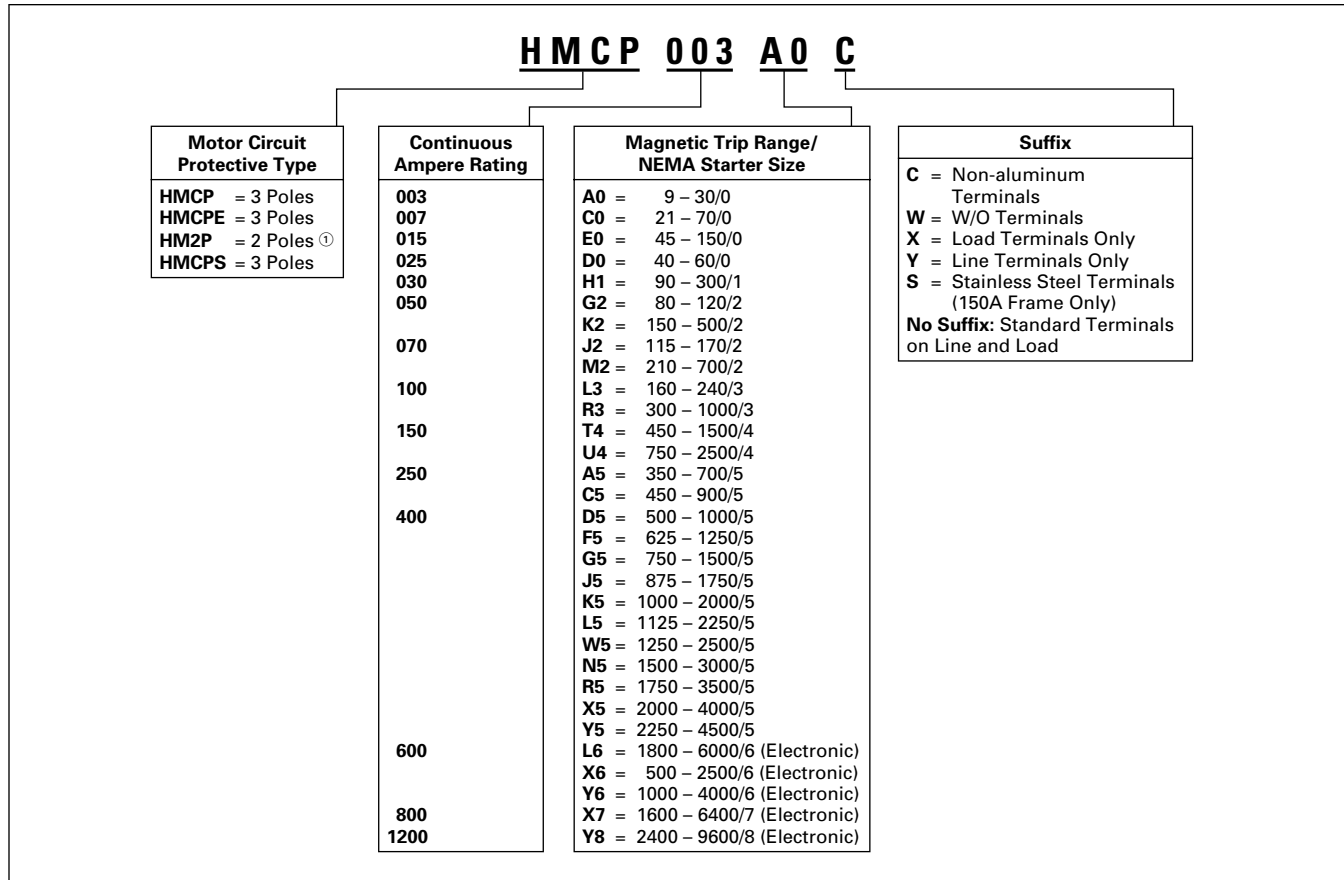 HMCP 003 A0 C
Motor Circuit
Protective Type
HMCP = 3 Poles
HMCPE = 3 Poles
HM2P = 2 Poles ①
HMCPS = 3 Poles
Continuous
Ampere Rating
003
007
015
025
030
050
070
100
150
250
400
600
800
1200
Magnetic Trip Range/
NEMA Starter Size
A0 = 9 – 30/0
C0 = 21 – 70/0
E0 = 45 – 150/0
D0 = 40 – 60/0
H1 = 90 – 300/1
G2 = 80 – 120/2
K2 = 150 – 500/2
J2 = 115 – 170/2
M2 = 210 – 700/2
L3 = 160 – 240/3
R3 = 300 – 1000/3
T4 = 450 – 1500/4
U4 = 750 – 2500/4
A5 = 350 – 700/5
C5 = 450 – 900/5
D5 = 500 – 1000/5
F5 = 625 – 1250/5
G5 = 750 – 1500/5
J5 = 875 – 1750/5
K5 = 1000 – 2000/5
L5 = 1125 – 2250/5
W5 = 1250 – 2500/5
N5 = 1500 – 3000/5
R5 = 1750 – 3500/5
X5 = 2000 – 4000/5
Y5 = 2250 – 4500/5
L6 = 1800 – 6000/6 (Electronic)
X6 = 500 – 2500/6 (Electronic)
Y6 = 1000 – 4000/6 (Electronic)
X7 = 1600 – 6400/7 (Electronic)
Y8 = 2400 – 9600/8 (Electronic)
Suffix
C = Non-aluminum
Terminals
W = W/O Terminals
X = Load Terminals Only
Y = Line Terminals Only
S = Stainless Steel Terminals
(150A Frame Only)
No Suffix: Standard Terminals
on Line and Load